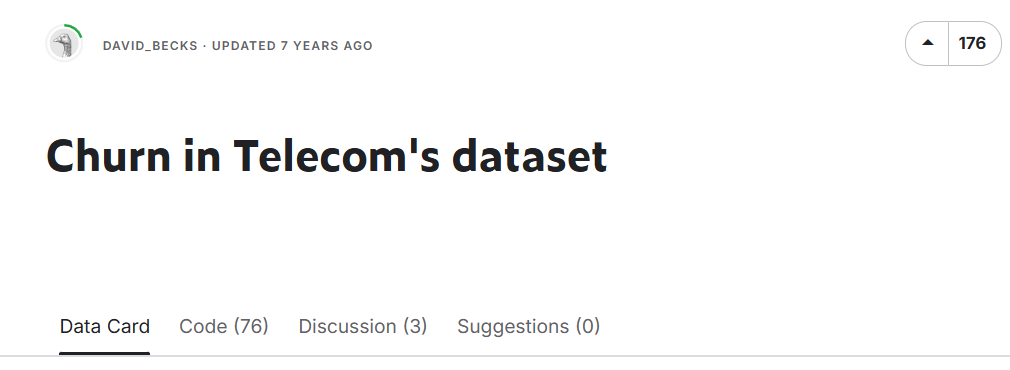 DAVID_BECKS · UPDATED 7 YEARS AGO
176
Churn in Telecom's dataset
Data Card Code (76) Discussion (3) Suggestions (0)